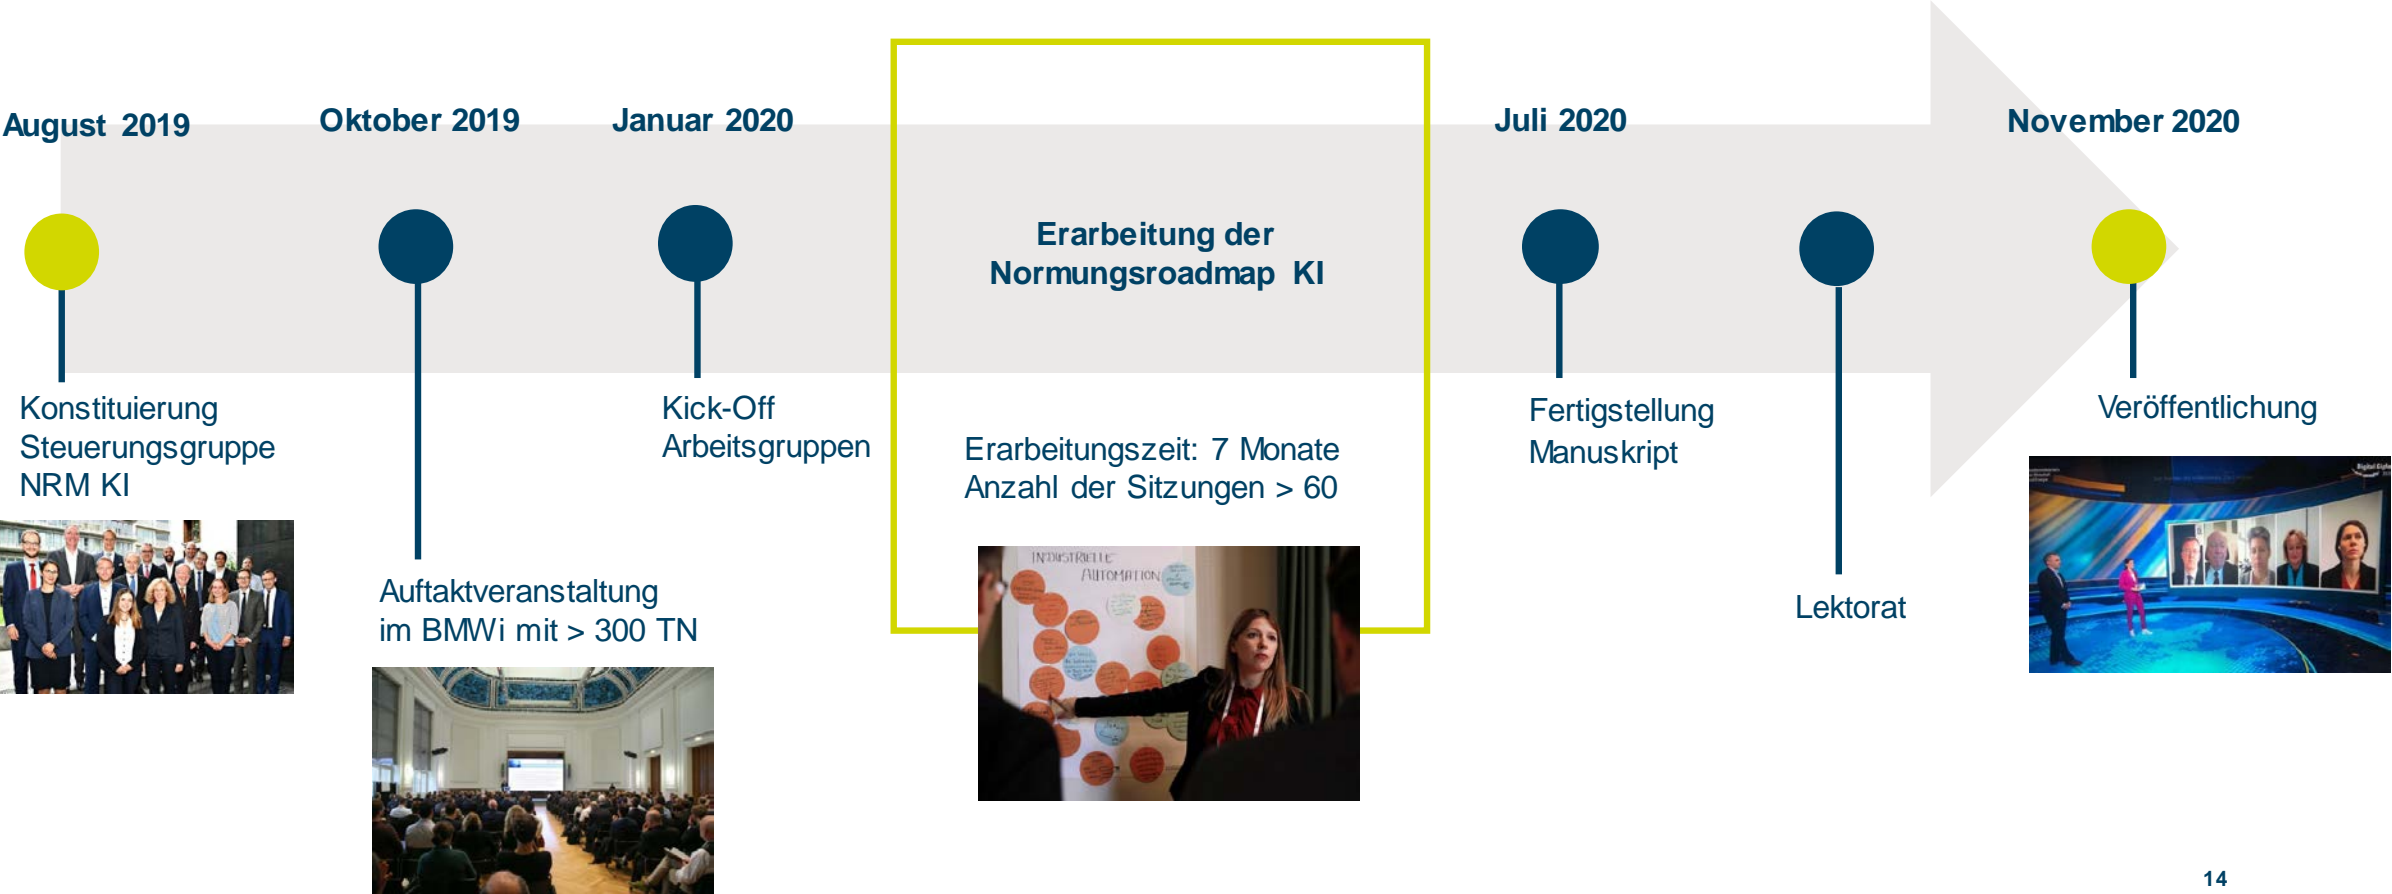 August 2019
Oktober 2019
Januar 2020
Juli 2020
November 2020
Erarbeitung der
Normungsroadmap KI
Konstituierung
Steuerungsgruppe
NRM KI
Auftaktveranstaltung
im BMWi mit > 300 TN
Kick-Off
Arbeitsgruppen
Erarbeitungszeit: 7 Monate
Anzahl der Sitzungen > 60
INDUSTRIELLE
AUTOMATION
Fertigstellung
Manuskript
Lektorat
Veröffentlichung
14